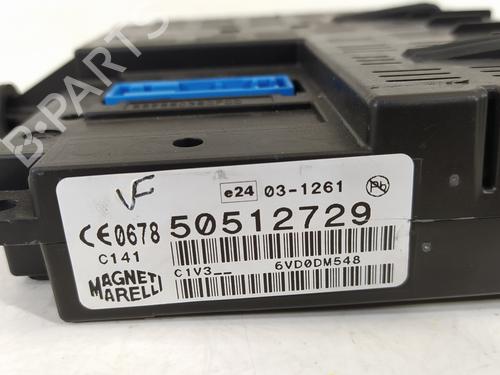 B-PARTS
VF
e24 03-1261 Pb
CE0678 50512729
C141
C1V3__ 6VD0DM548
MAGNETI
MARELLI